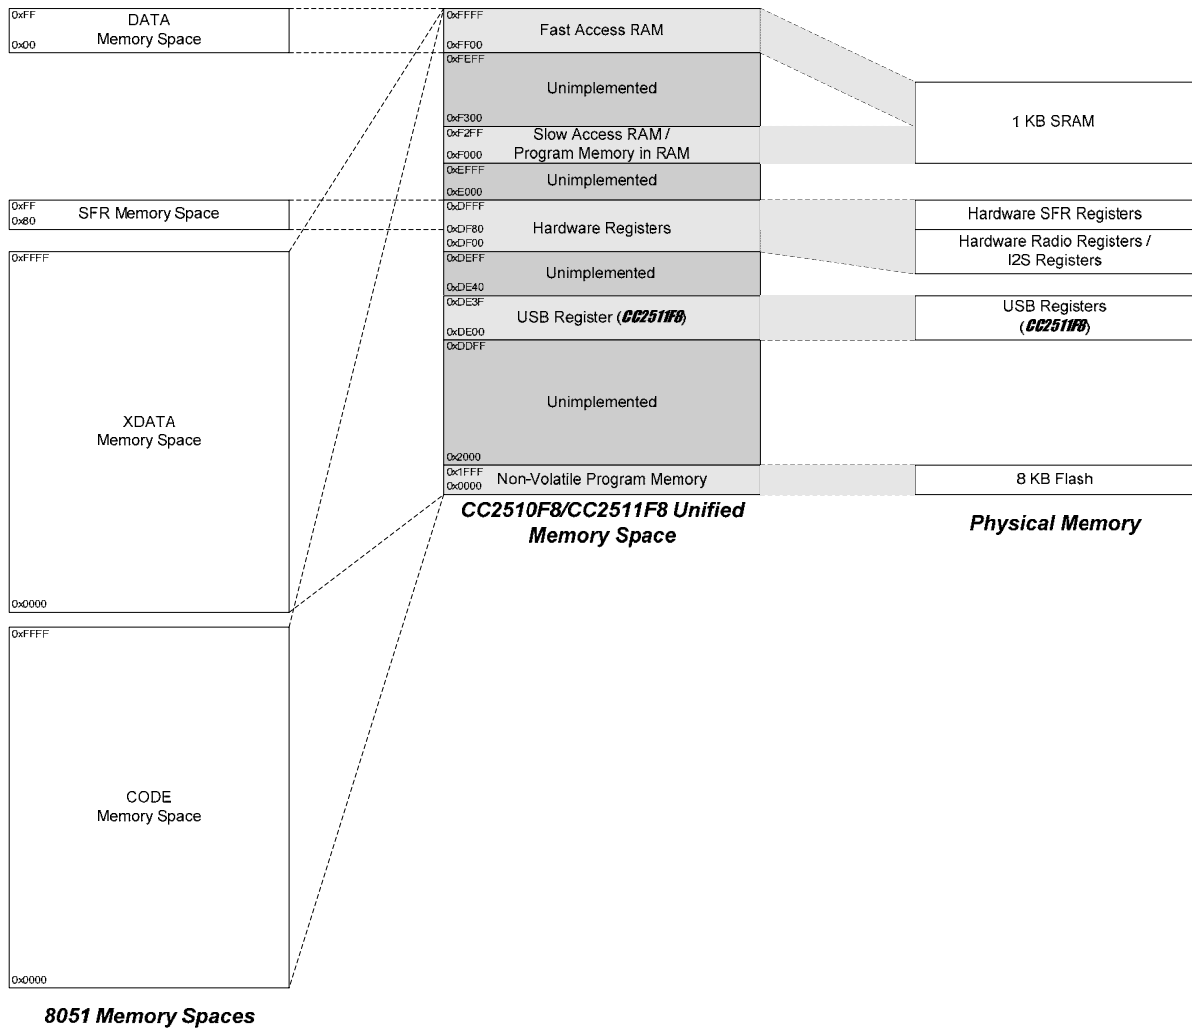 0xFF
DATA
Memory Space
0x00
0xFF
SFR Memory Space
0x80
0xFFFF
XDATA
Memory Space
0x0000
0xFFFF
CODE
Memory Space
0x0000
8051 Memory Spaces
0xFFFF
Fast Access RAM
0xFF00
0xFEFF
Unimplemented
0xF300
0xF2FF
Slow Access RAM /
Program Memory in RAM
0xF000
0xEFFF
Unimplemented
0xE000
0xDFFF
Hardware Registers
0xDF80
0xDF00
0xDEFF
Unimplemented
0xDE40
0xDE3F
USB Register (CC2511F8)
0xDE00
0xDDFF
Unimplemented
0x2000
0x1FFF
Non-Volatile Program Memory
0x0000
CC2510F8/CC2511F8 Unified
Memory Space
1 KB SRAM
Hardware SFR Registers
Hardware Radio Registers /
I2S Registers
USB Registers
(CC2511F8)
8 KB Flash
Physical Memory